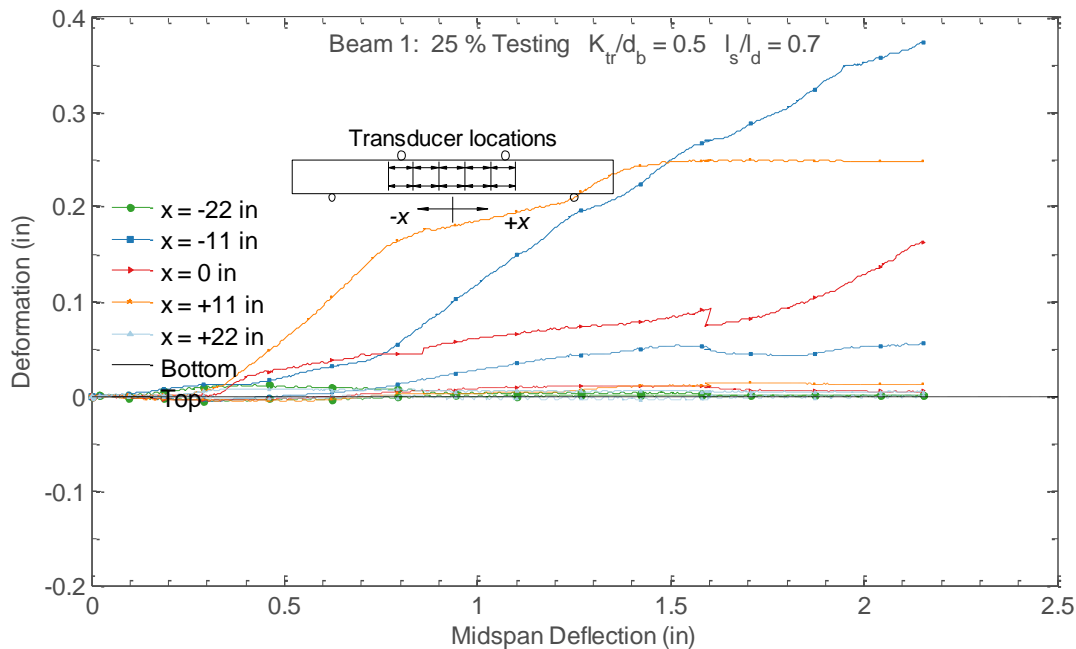 Beam 1: 25 % Testing K_tr/d_b = 0.5 l_s/l_d = 0.7
Transducer locations
-x +x
x = -22 in
x = -11 in
x = 0 in
x = +11 in
x = +22 in
Bottom
Top
Deformation (in)
0.4
0.3
0.2
0.1
0
-0.1
-0.2
0 0.5 1 1.5 2 2.5
Midspan Deflection (in)